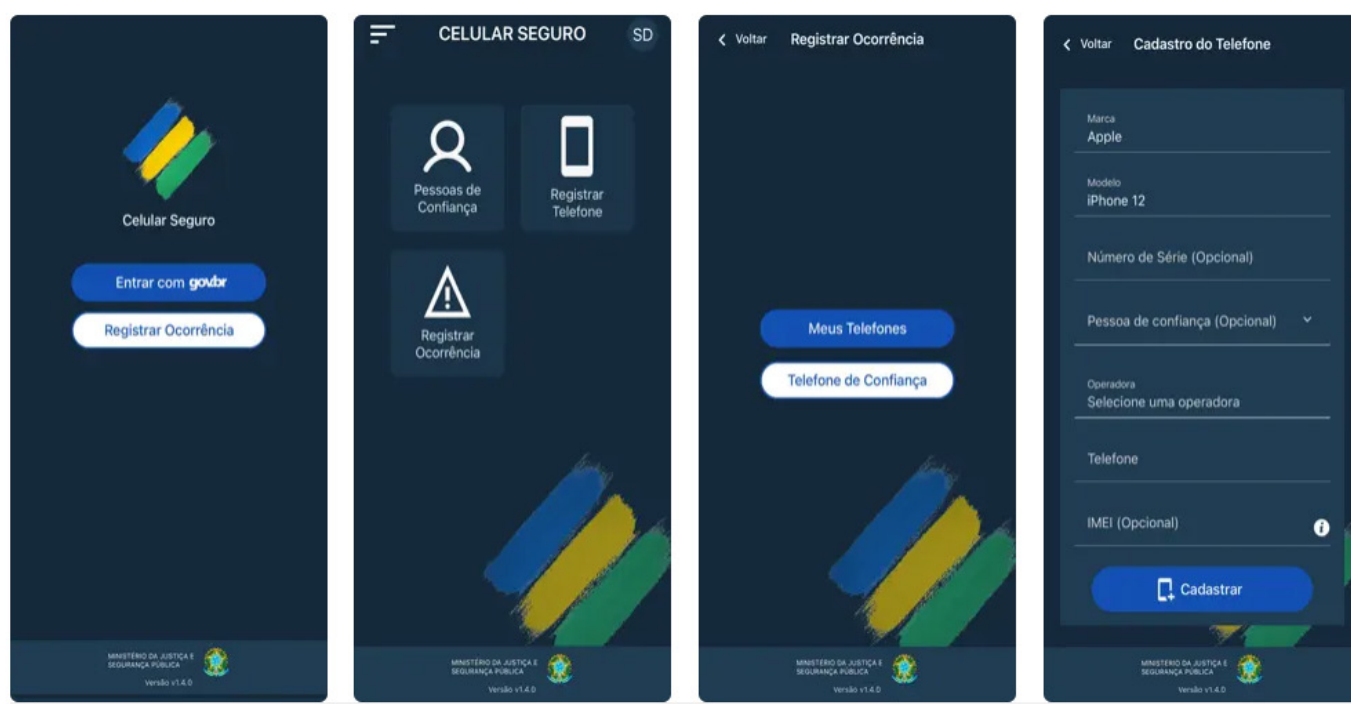 Celular Seguro
Entrar com gov.br
Registrar Ocorrência
MINISTÉRIO DA JUSTIÇA E
SEGURANÇA PÚBLICA
Versão v1.4.0
CELULAR SEGURO
SD
Pessoas de
Confiança
Registrar
Telefone
Registrar
Ocorrência
MINISTÉRIO DA JUSTIÇA E
SEGURANÇA PÚBLICA
Versão v1.4.0
Voltar
Registrar Ocorrência
Meus Telefones
Telefone de Confiança
MINISTÉRIO DA JUSTIÇA E
SEGURANÇA PÚBLICA
Versão v1.4.0
Voltar
Cadastro do Telefone
Marca
Apple
Modelo
iPhone 12
Número de Série (Opcional)
Pessoa de confiança (Opcional)
Operadora
Selecione uma operadora
Telefone
IMEI (Opcional)
Cadastrar
MINISTÉRIO DA JUSTIÇA E
SEGURANÇA PÚBLICA
Versão v1.4.0